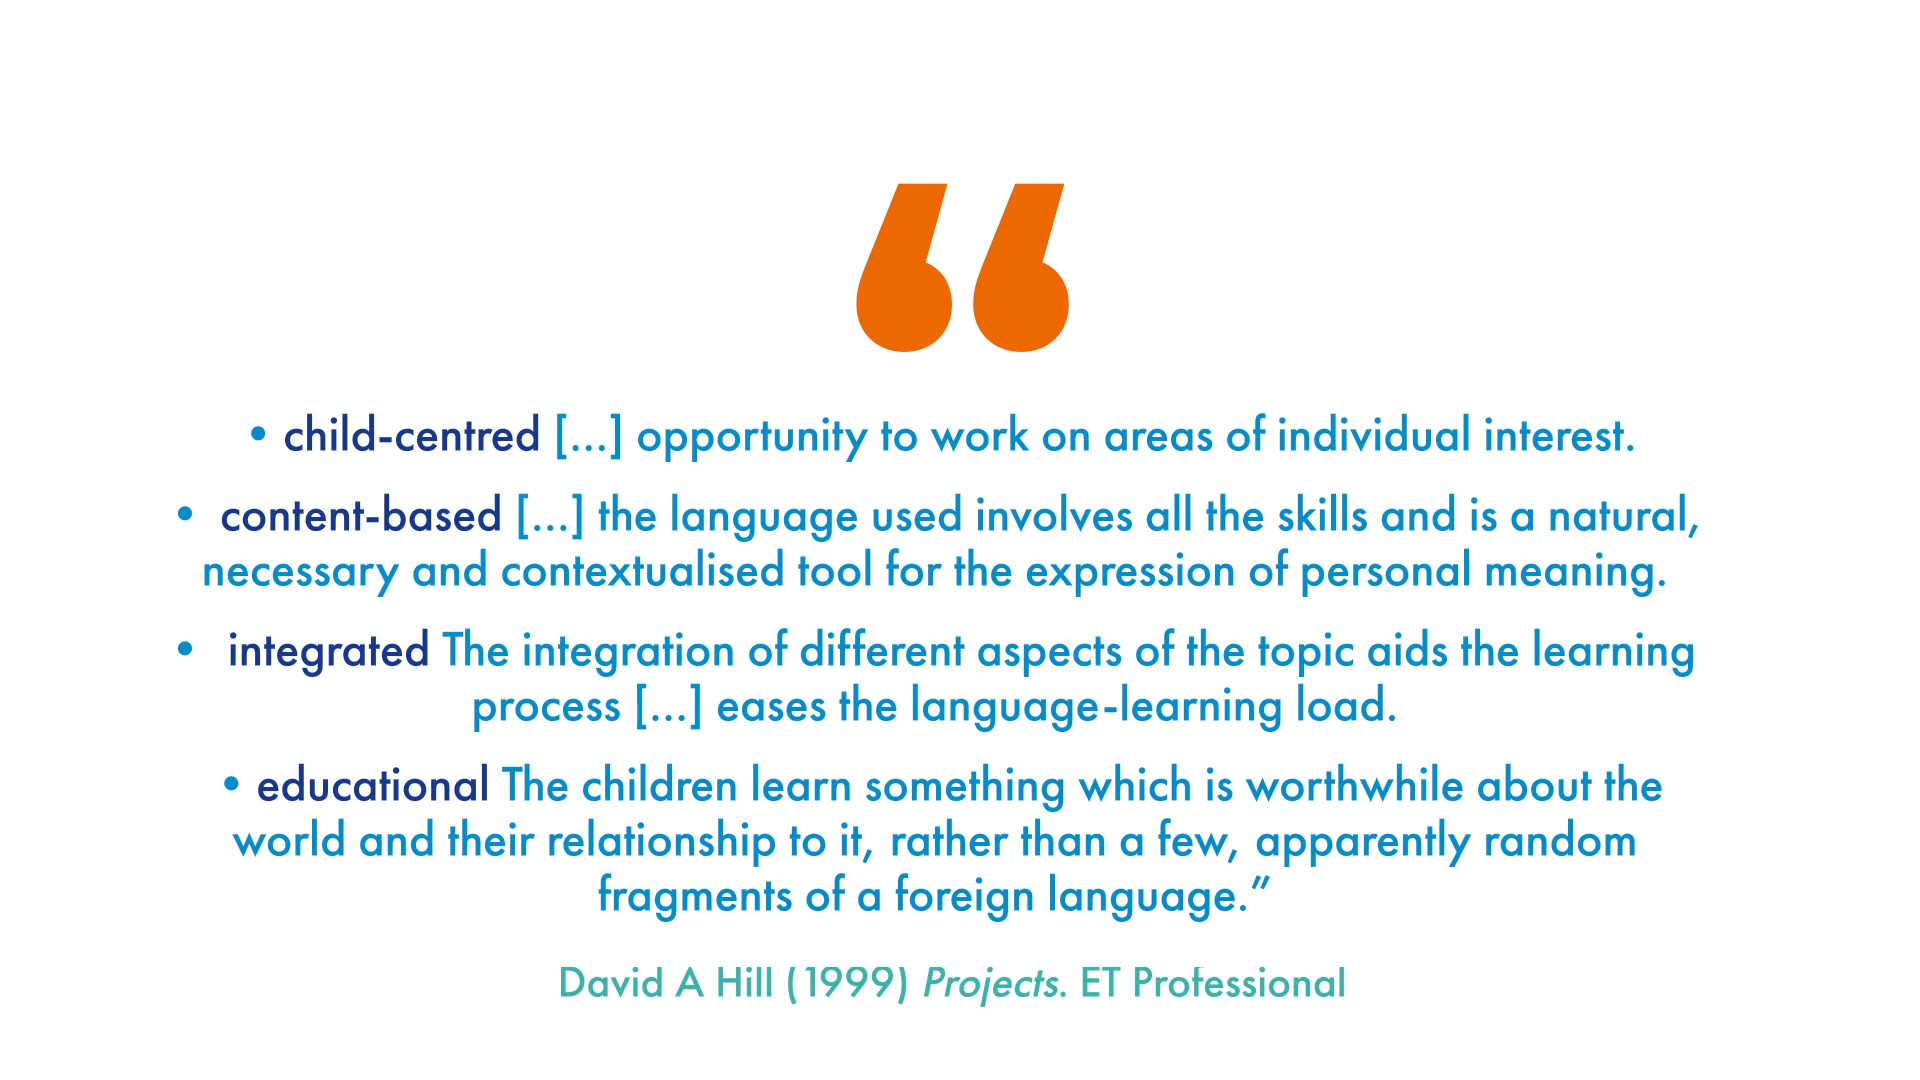 “
• child-centred [...] opportunity to work on areas of individual interest.
• content-based [...] the language used involves all the skills and is a natural,
necessary and contextualised tool for the expression of personal meaning.
• integrated The integration of different aspects of the topic aids the learning
process [...] eases the language-learning load.
• educational The children learn something which is worthwhile about the
world and their relationship to it, rather than a few, apparently random
fragments of a foreign language.”
David A Hill (1999) Projects. ET Professional